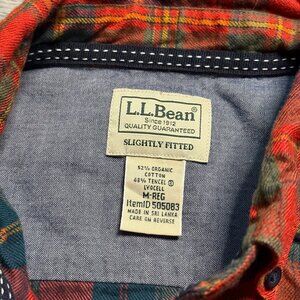 L.L.Bean
®
Since 1912
QUALITY GUARANTEED
SLIGHTLY FITTED
52% ORGANIC
COTTON
48% TENCEL ®
LYOCELL
M-REG
ItemID 505083
MADE IN SRI LANKA
CARE ON REVERSE